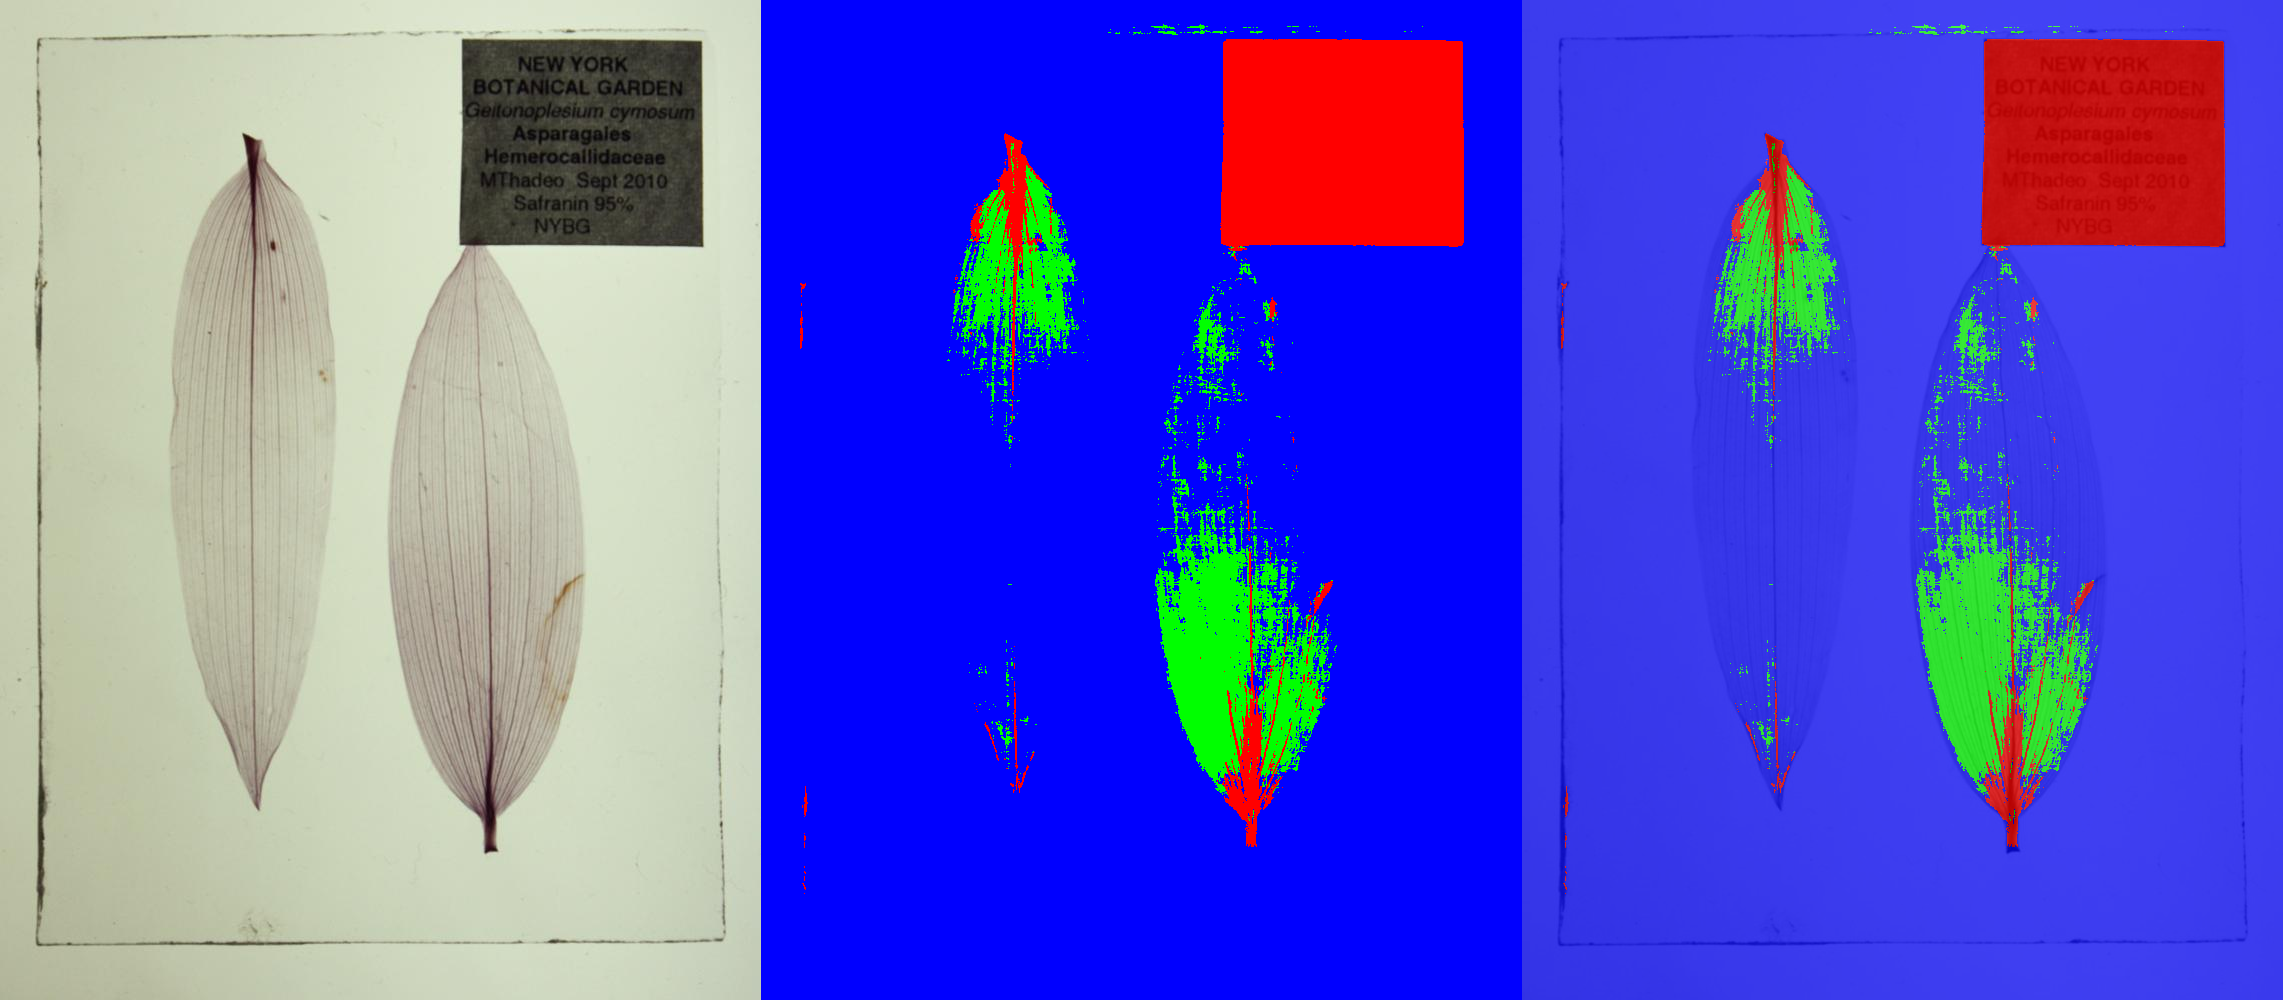 NEW YORK
BOTANICAL GARDEN
Geitonoplesium cymosum
Asparagales
Hemerocallidaceae
MThadeo Sept 2010
Safranin 95%
NYBG
NEW YORK
BOTANICAL GARDEN
Geitonoplesium cymosum
Asparagales
Hemerocallidaceae
MThadeo Sept 2010
Safranin 95%
NYBG